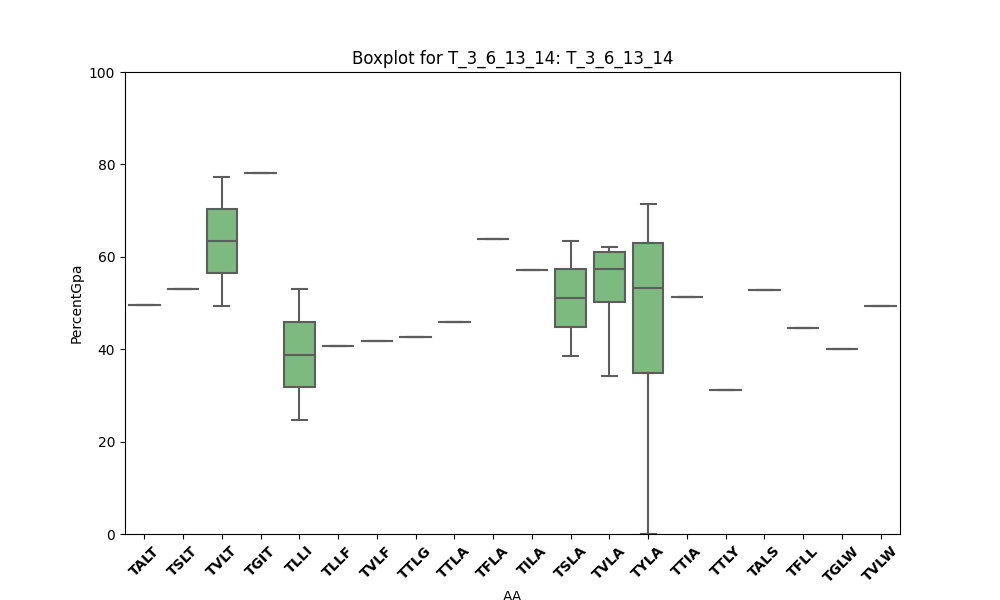 Boxplot for T_3_6_13_14: T_3_6_13_14
100
80
60
40
20
0
PercentGpa
TALT TSLT TVLT TGIT TLLI TLLF TVLF TTLG TTLA TFLA TILA TSLA TVLA TYLA TTIA TTLY TALS TFLL TGLW TVLW
AA